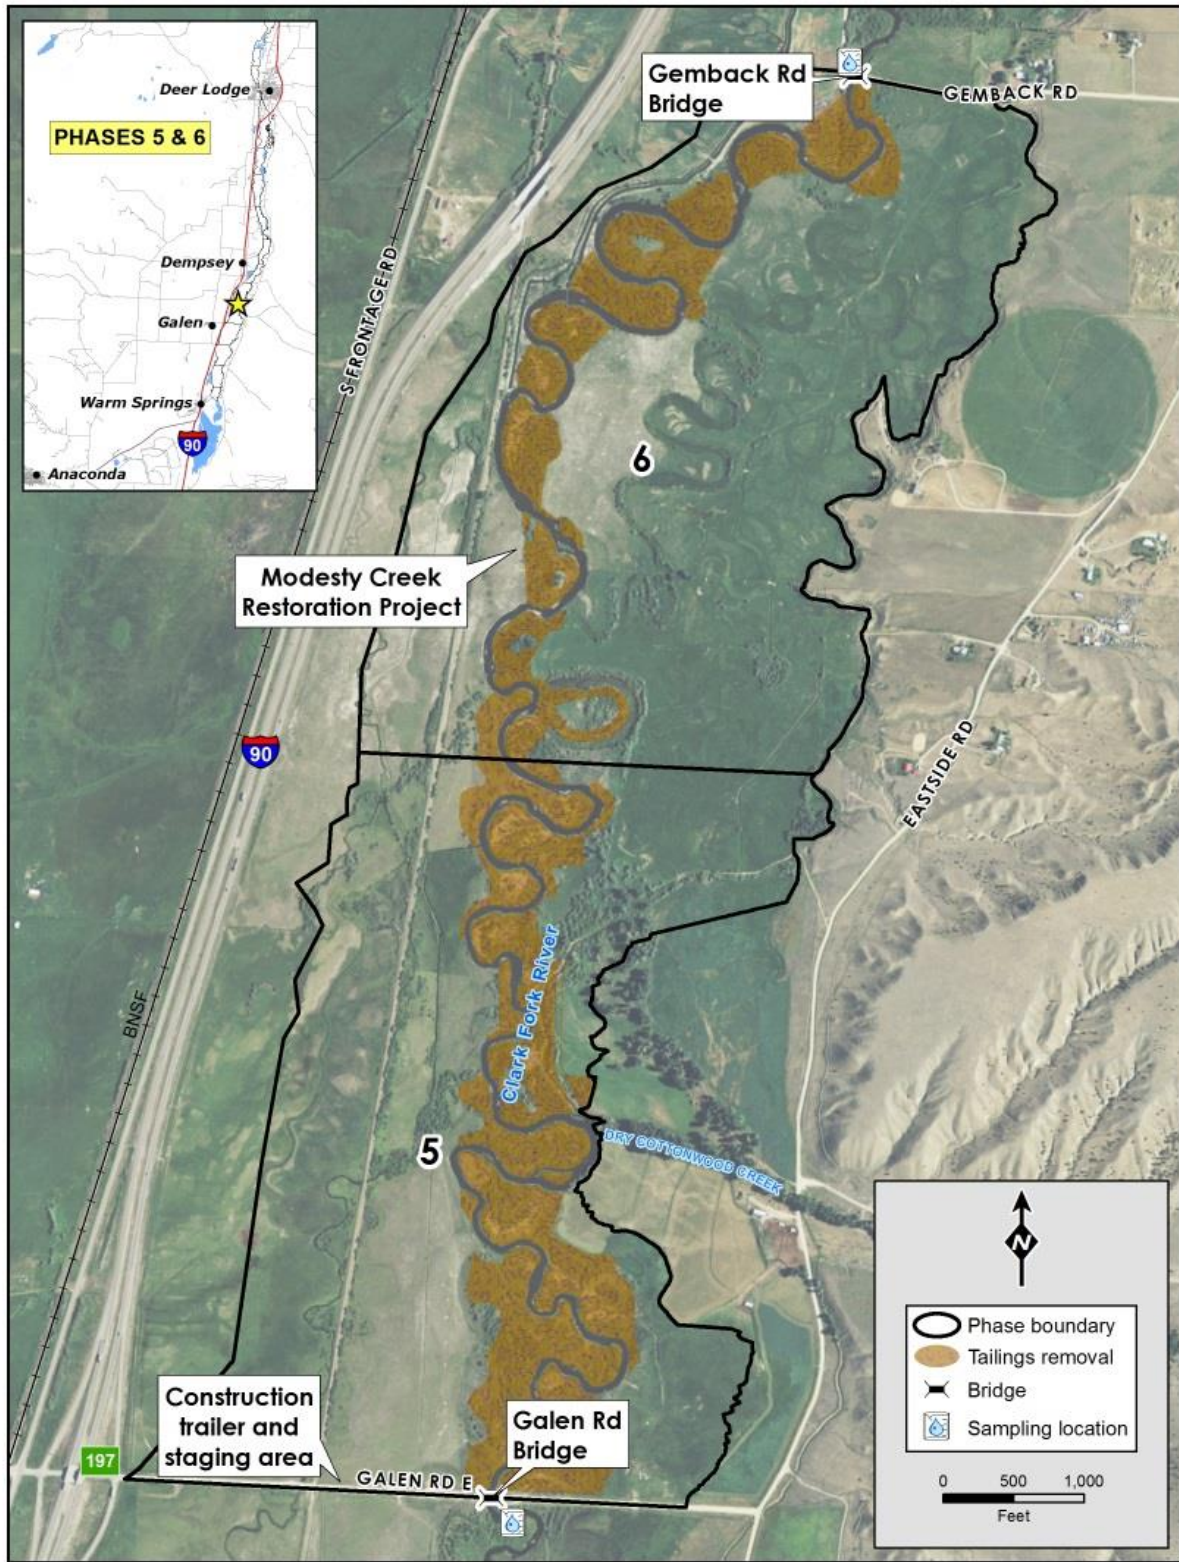 Deer Lodge
PHASES 5 & 6
Dempsey
Galen
Warm Springs
90
Anaconda
Gemback Rd
Bridge
GEMBACK RD
S FRONTAGE RD
6
Modesty Creek
Restoration Project
90
EASTSIDE RD
BNSF
Clark Fork River
5
DRY COTTONWOOD CREEK
Construction
trailer and
staging area
197
GALEN RD E
Galen Rd
Bridge
N
Phase boundary
Tailings removal
Bridge
Sampling location
0 500 1,000
Feet